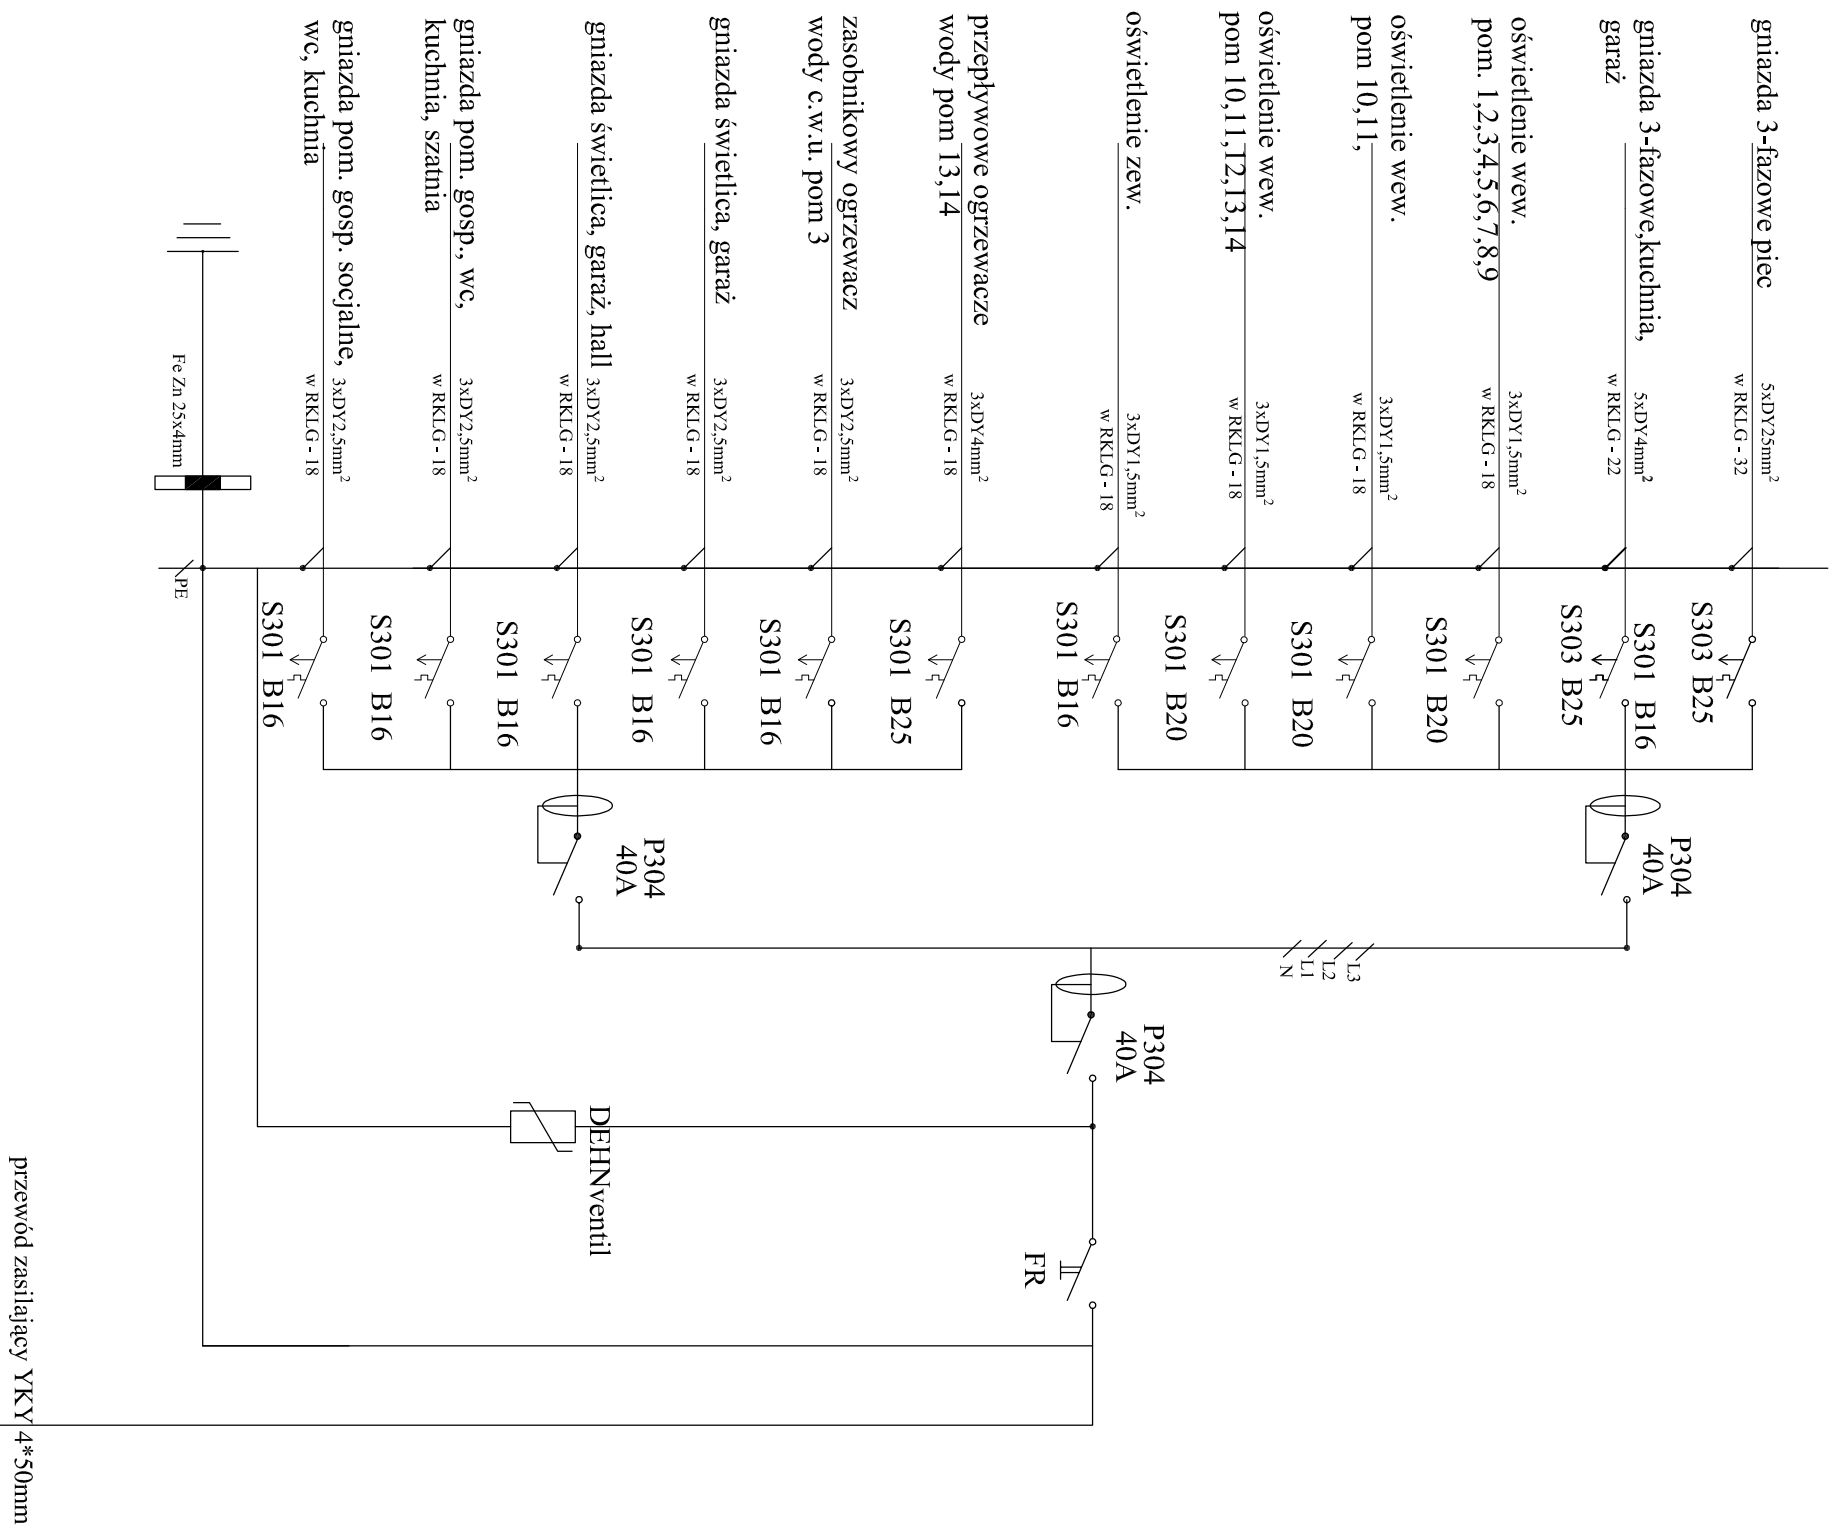 gniazda 3-fazowe piec
5xDY25mm²
w RKLG - 32
S303 B25
gniazda 3-fazowe,kuchnia,
garaż
5xDY4mm²
w RKLG - 22
S301 B16
S303 B25
oświetlenie wew.
pom. 1,2,3,4,5,6,7,8,9
3xDY1,5mm²
w RKLG - 18
S301 B20
oświetlenie wew.
pom 10,11,
3xDY1,5mm²
w RKLG - 18
S301 B20
oświetlenie wew.
pom 10,11,12,13,14
3xDY1,5mm²
w RKLG - 18
S301 B20
oświetlenie zew.
3xDY1,5mm²
w RKLG - 18
S301 B16
przepływowe ogrzewacze
wody pom 13,14
3xDY4mm²
w RKLG - 18
S301 B25
zasobnikowy ogrzewacz
wody c.w.u. pom 3
3xDY2,5mm²
w RKLG - 18
S301 B16
gniazda świetlica, garaż
3xDY2,5mm²
w RKLG - 18
S301 B16
gniazda świetlica, garaż, hall
3xDY2,5mm²
w RKLG - 18
S301 B16
gniazda pom. gosp., wc,
kuchnia, szatnia
3xDY2,5mm²
w RKLG - 18
S301 B16
gniazda pom. gosp. socjalne,
wc, kuchnia
3xDY2,5mm²
w RKLG - 18
S301 B16
Fe Zn 25x4mm
PE
P304
40A
P304
40A
L3
L2
L1
N
P304
40A
DEHNventil
FR
przewód zasilający YKY 4*50mm